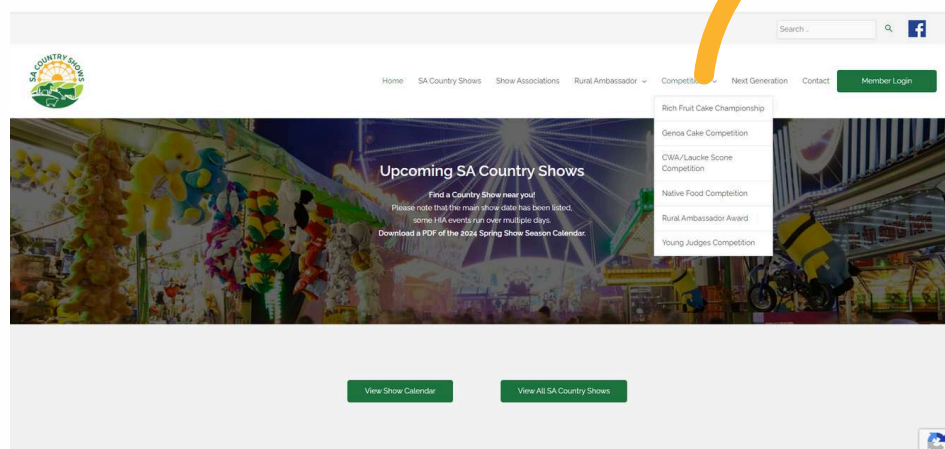 Search ...
SA COUNTRY SHOWS
Home SA Country Shows Show Associations Rural Ambassador Next Generation Contact Member Login
Rich Fruit Cake Championship
Genoa Cake Competition
CWA/Laucke Scone
Competition
Native Food Compteition
Rural Ambassador Award
Young Judges Competition
Upcoming SA Country Shows
Find a Country Show near you!
Please note that the main show date has been listed,
some HIA events run over multiple days.
Download a PDF of the 2024 Spring Show Season Calendar.
View Show Calendar View All SA Country Shows